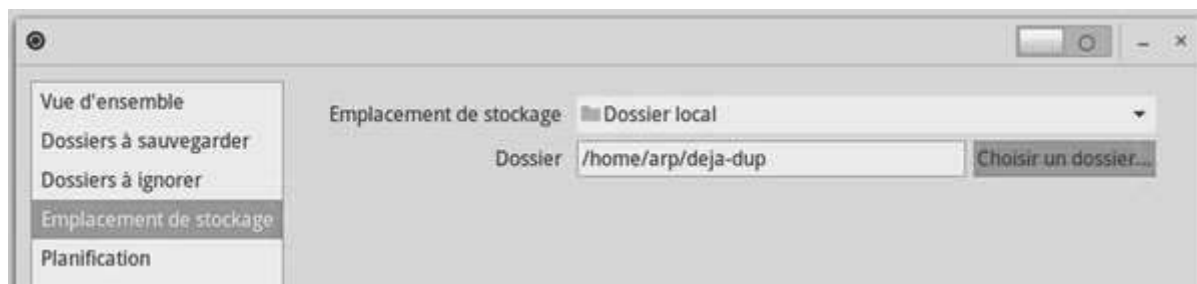 Vue d'ensemble
Dossiers à sauvegarder
Dossiers à ignorer
Emplacement de stockage
Planification
Emplacement de stockage Dossier local
Dossier /home/arp/deja-dup Choisir un dossier...